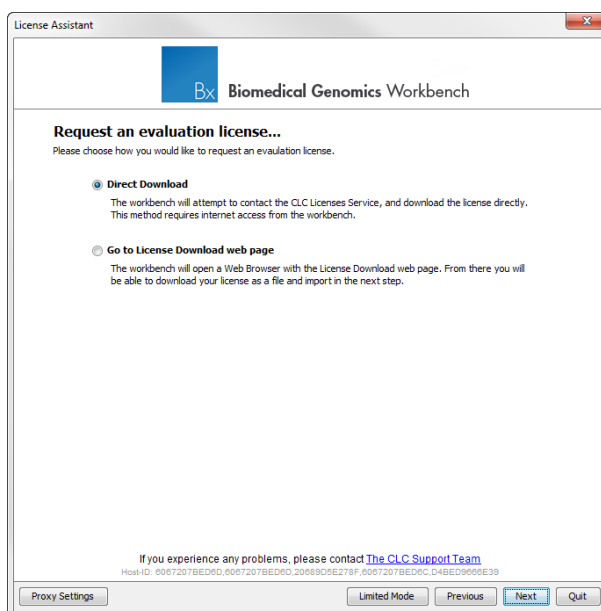 License Assistant
Bx Biomedical Genomics Workbench
Request an evaluation license...
Please choose how you would like to request an evaulation license.
Direct Download
The workbench will attempt to contact the CLC Licenses Service, and download the license directly.
This method requires internet access from the workbench.
Go to License Download web page
The workbench will open a Web Browser with the License Download web page. From there you will
be able to download your license as a file and import in the next step.
If you experience any problems, please contact The CLC Support Team
Host-ID: 6067207BED6D,6067207BED6D,20689D5E278F,6067207BED6C,D4BED9666E39
Proxy Settings Limited Mode Previous Next Quit